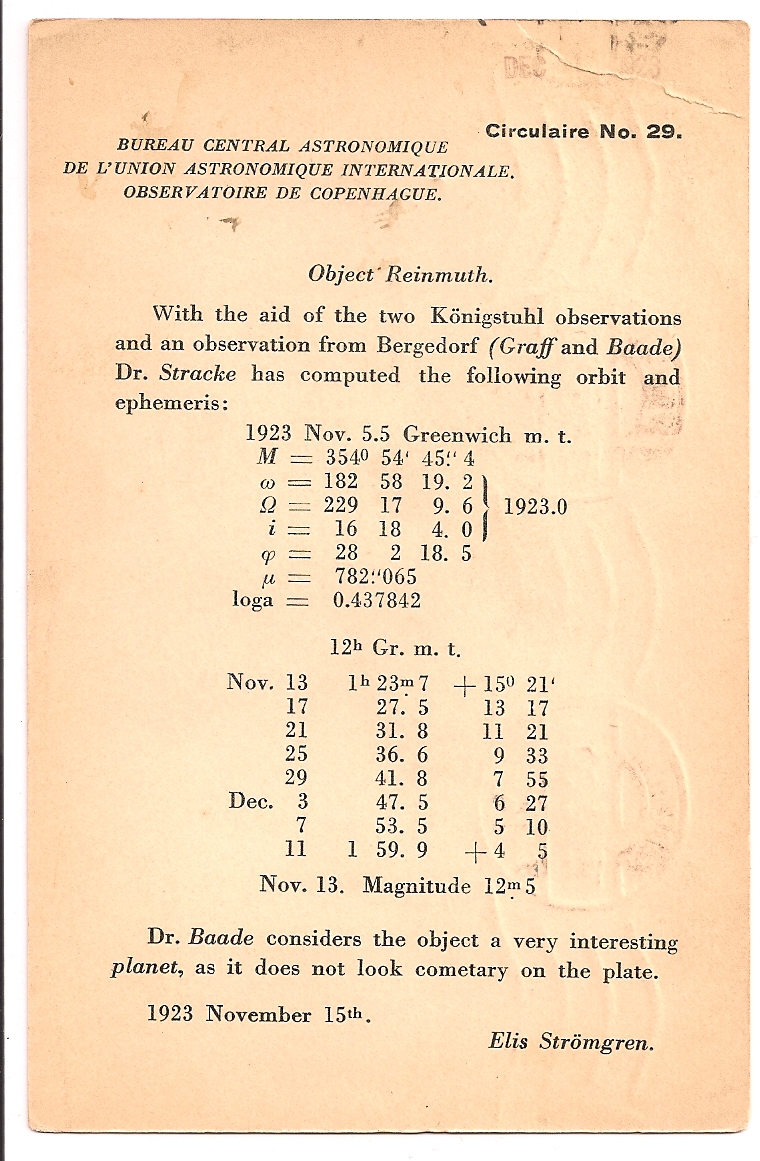 DEC
Circulaire No. 29.
BUREAU CENTRAL ASTRONOMIQUE
DE L'UNION ASTRONOMIQUE INTERNATIONALE.
OBSERVATOIRE DE COPENHAGUE.
Object Reinmuth.
With the aid of the two Königstuhl observations
and an observation from Bergedorf (Graff and Baade)
Dr. Stracke has computed the following orbit and
ephemeris:
1923 Nov. 5.5 Greenwich m. t.
M = 354⁰ 54‘ 45.“ 4
ω = 182 58 19. 2
Ω = 229 17 9. 6 } 1923.0
i = 16 18 4. 0
φ = 28 2 18. 5
μ = 782.“065
loga = 0.437842
12ʰ Gr. m. t.
Nov. 13 1ʰ 23ᵐ.7 +15⁰ 21‘
17 27. 5 13 17
21 31. 8 11 21
25 36. 6 9 33
29 41. 8 7 55
Dec. 3 47. 5 6 27
7 53. 5 5 10
11 1 59. 9 +4 5
Nov. 13. Magnitude 12ᵐ.5
Dr. Baade considers the object a very interesting
planet, as it does not look cometary on the plate.
1923 November 15ᵗʰ.
Elis Strömgren.